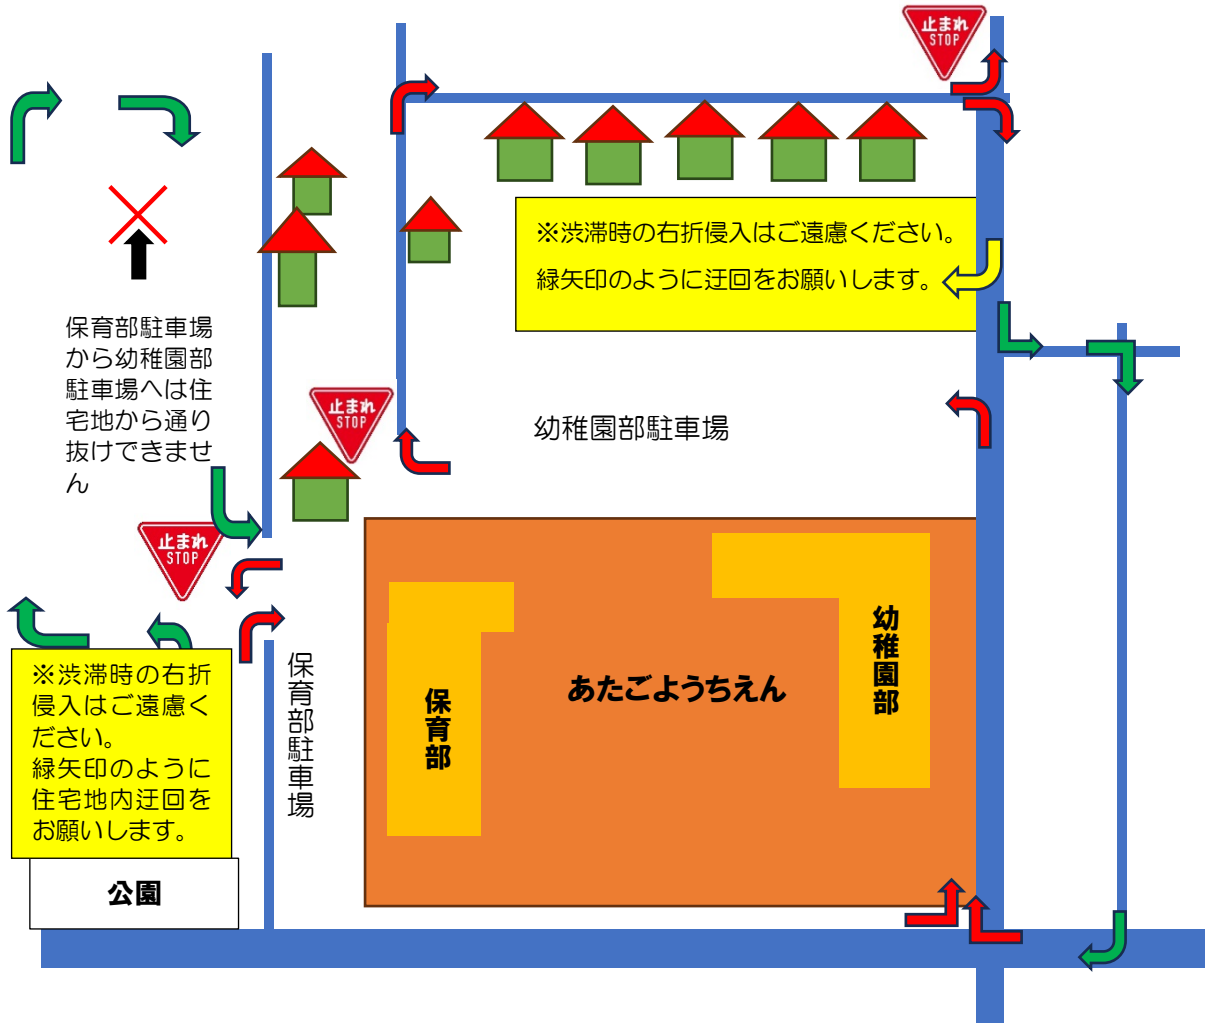 止まれ
STOP
※渋滞時の右折侵入はご遠慮ください。
緑矢印のように迂回をお願いします。
保育部駐車場
から幼稚園部
駐車場へは住
宅地から通り
抜けできませ
ん
止まれ
STOP
幼稚園部駐車場
止まれ
STOP
※渋滞時の右折
侵入はご遠慮く
ださい。
緑矢印のように
住宅地内迂回を
お願いします。
公園
保育部駐車場
保育部
あたごようちえん
幼稚園部